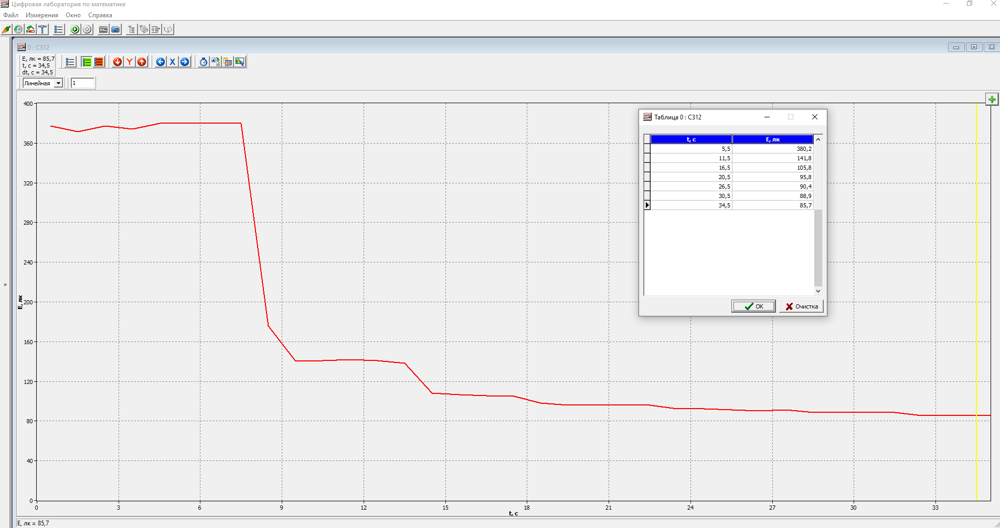 Цифровая лаборатория по математике
Файл Измерения Окно Справка
0 : С312
E, лк = 85,7
t, с = 34,5
dt, с = 34,5
Y X
Линейная 1
400
360
320
280
240
200
160
120
80
40
0
E, лк
0 3 6 9 12 15 18 21 24 27 30 33
t, с
Таблица 0 : С312
t, с E, лк
5,5 380,2
11,5 141,8
16,5 105,8
20,5 95,8
26,5 90,4
30,5 88,9
34,5 85,7
OK Очистка
»
E, лк = 85,7